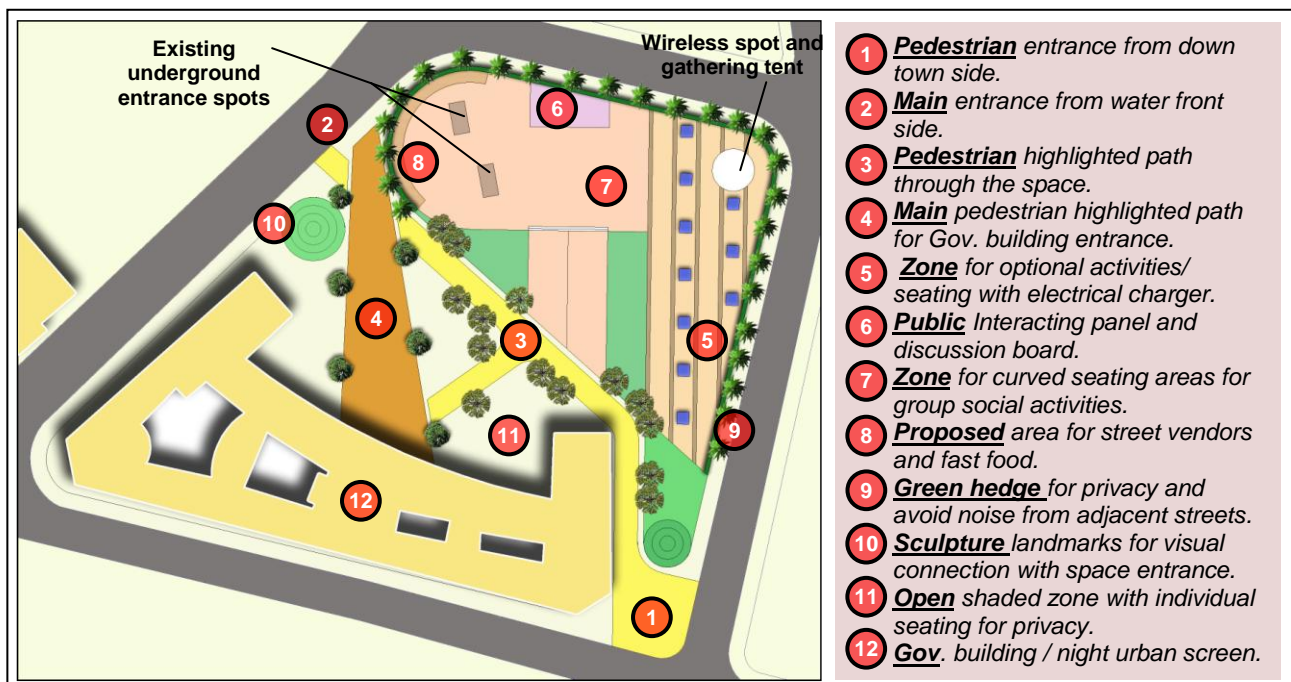 Existing
underground
entrance spots
Wireless spot and
gathering tent
2
6
8
7
10
4
3
5
9
11
12
1
1 Pedestrian entrance from down
town side.
2 Main entrance from water front
side.
3 Pedestrian highlighted path
through the space.
4 Main pedestrian highlighted path
for Gov. building entrance.
5 Zone for optional activities/
seating with electrical charger.
6 Public Interacting panel and
discussion board.
7 Zone for curved seating areas for
group social activities.
8 Proposed area for street vendors
and fast food.
9 Green hedge for privacy and
avoid noise from adjacent streets.
10 Sculpture landmarks for visual
connection with space entrance.
11 Open shaded zone with individual
seating for privacy.
12 Gov. building / night urban screen.